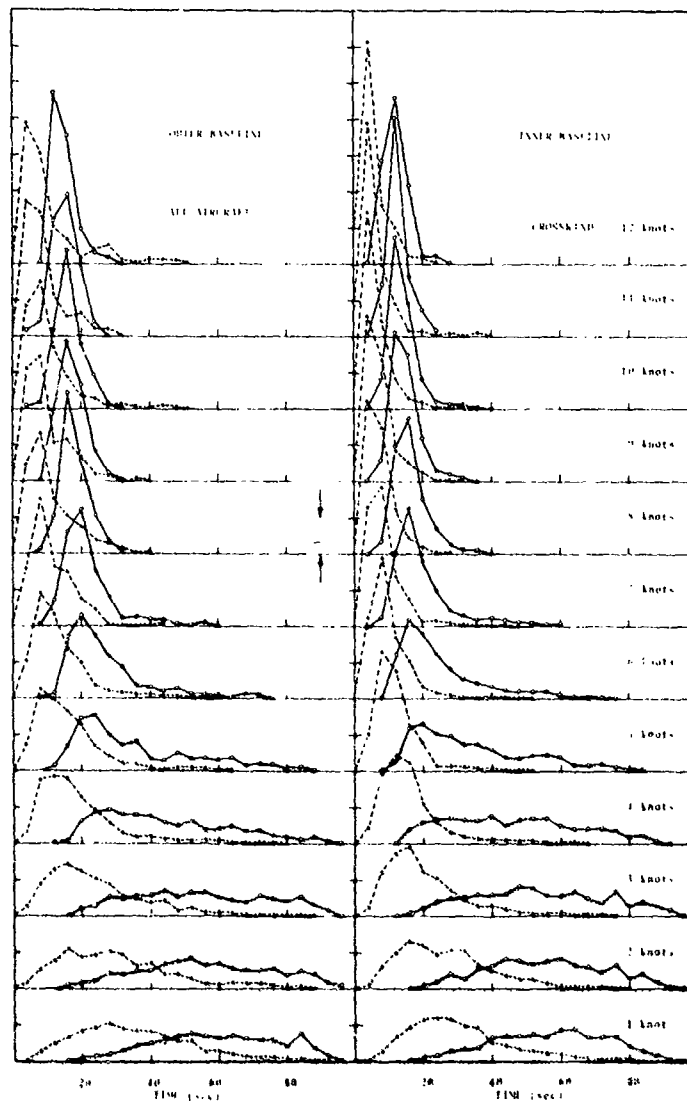 OUTER BASELINE
INNER BASELINE
ALL AIRCRAFT
CROSSWIND 12 knots
11 knots
10 knots
9 knots
8 knots
7 knots
6 knots
5 knots
4 knots
3 knots
2 knots
1 knot
20 40 60 80
20 40 60 80
TIME (sec)
TIME (sec)